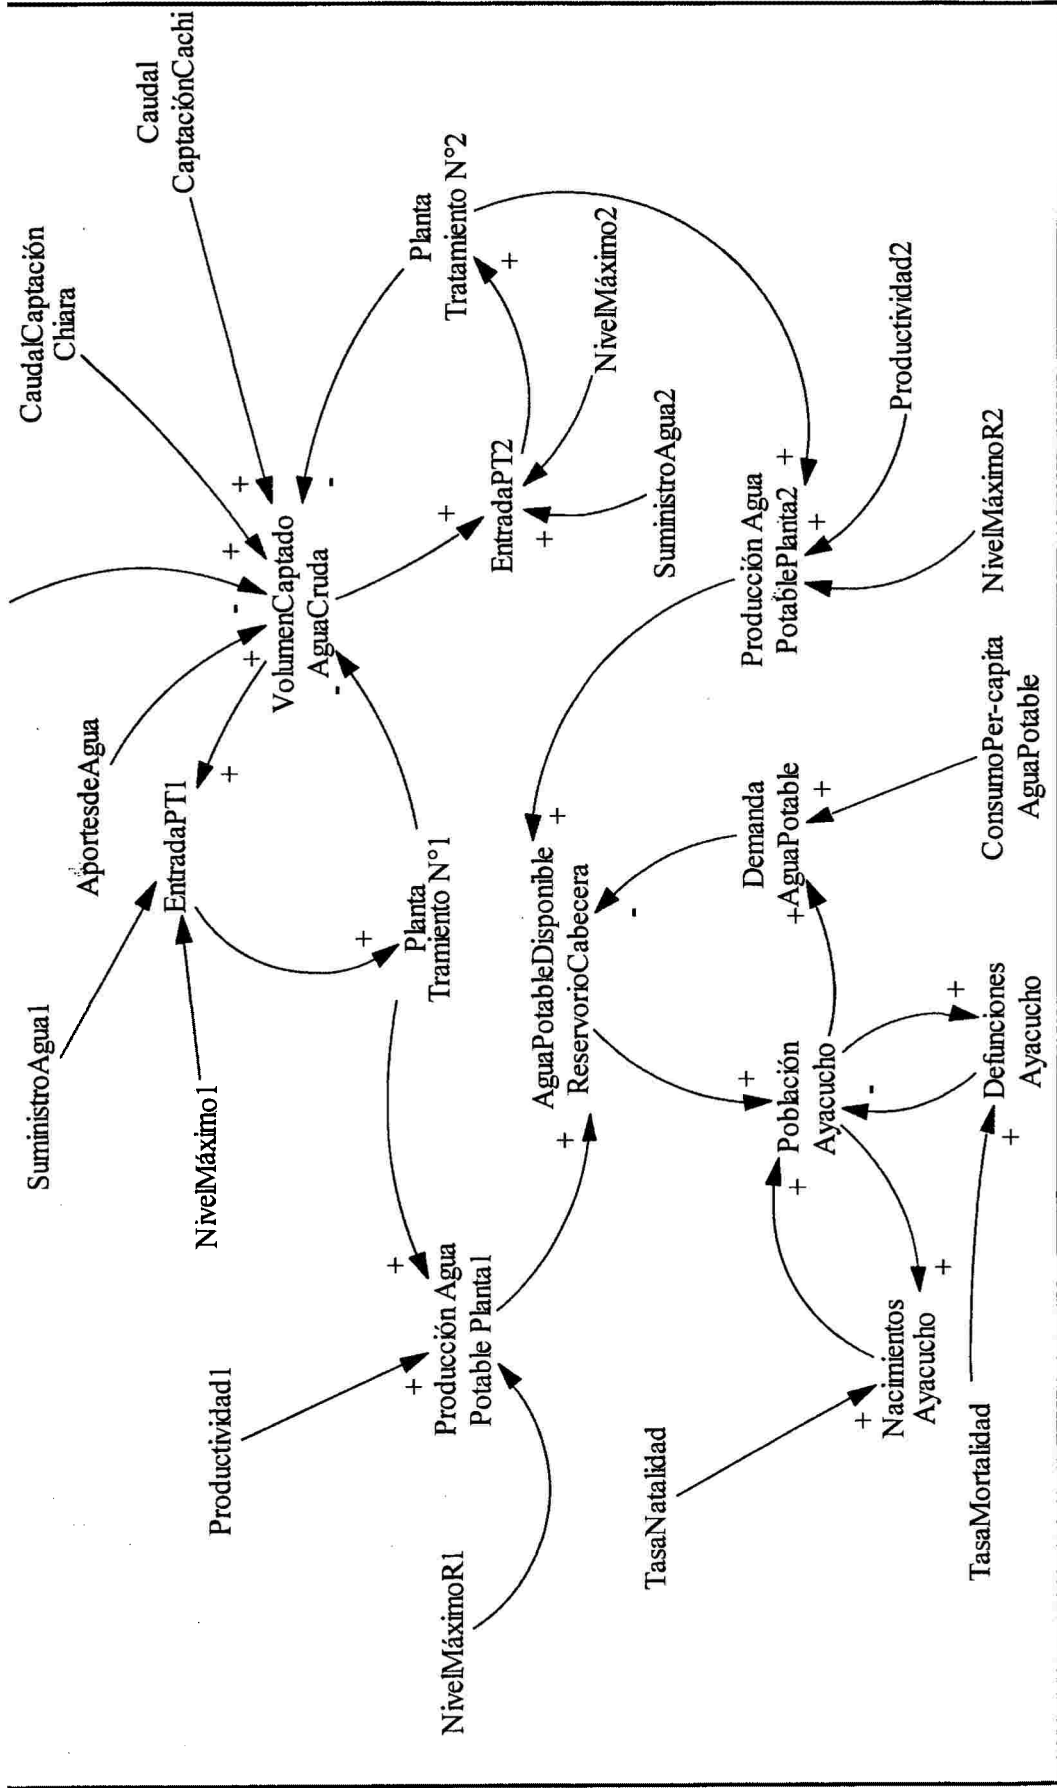 CaudalCaptación
Chiara
SuministroAgua1
AportesdeAgua
Caudal
CaptaciónCachi
NivelMáximo1
EntradaPT1
Productividad1
VolumenCaptado
AguaCruda
Planta
Tramiento N°1
Planta
Tratamiento N°2
NivelMáximoR1
Producción Agua
Potable Planta1
EntradaPT2
NivelMáximo2
AguaPotableDisponible
ReservorioCabecera
SuministroAgua2
TasaNatalidad
Población
Ayacucho
Demanda
AguaPotable
Producción Agua
PotablePlanta2
Nacimientos
Ayacucho
Productividad2
TasaMortalidad
Defunciones
Ayacucho
ConsumoPer-capita
AguaPotable
NivelMáximoR2